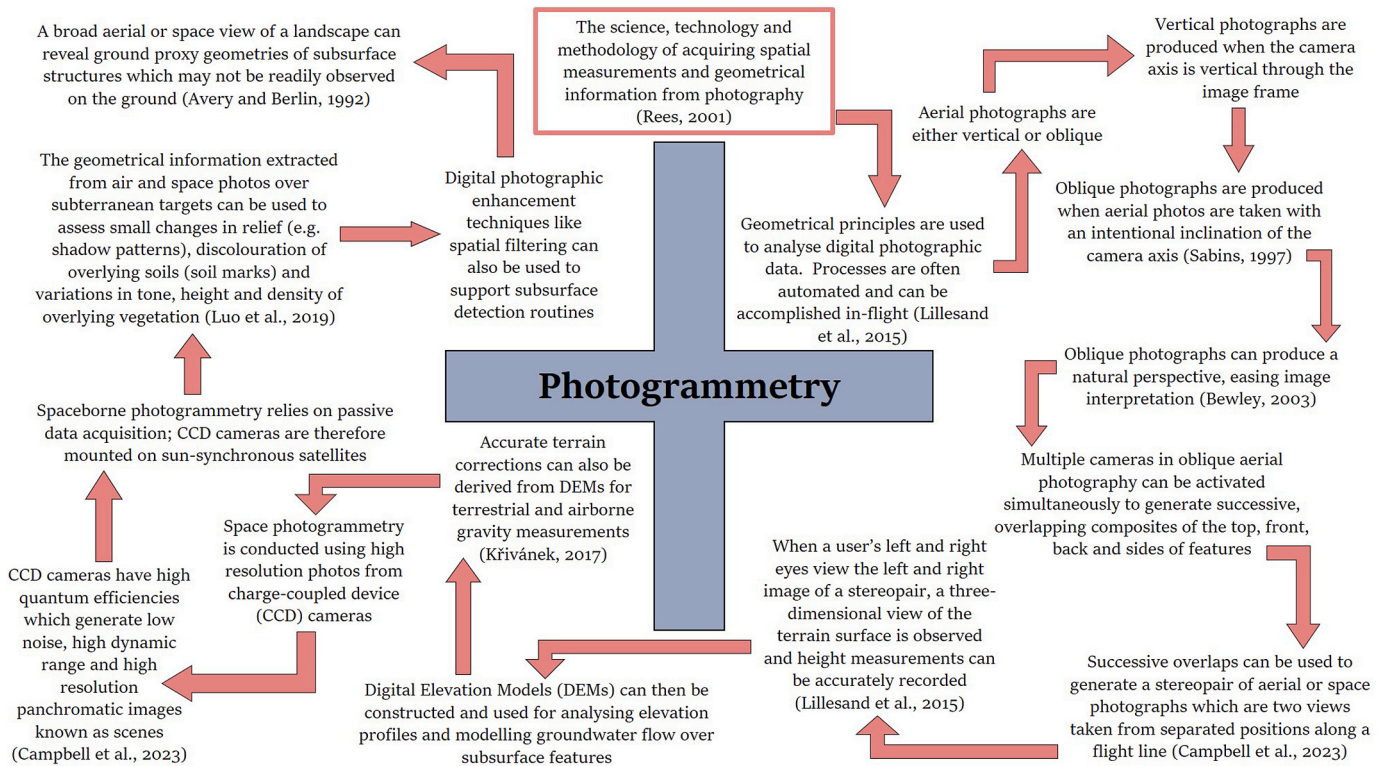 The science, technology and
methodology of acquiring spatial
measurements and geometrical
information from photography
(Rees, 2001)
Geometrical principles are used
to analyse digital photographic
data.  Processes are often
automated and can be
accomplished in-flight (Lillesand
et al., 2015)
Aerial photographs are
either vertical or oblique
Vertical photographs are
produced when the camera
axis is vertical through the
image frame
Oblique photographs are produced
when aerial photos are taken with
an intentional inclination of the
camera axis (Sabins, 1997)
Oblique photographs can produce a
natural perspective, easing image
interpretation (Bewley, 2003)
Multiple cameras in oblique aerial
photography can be activated
simultaneously to generate successive,
overlapping composites of the top, front,
back and sides of features
Successive overlaps can be used to
generate a stereopair of aerial or space
photographs which are two views
taken from separated positions along a
flight line (Campbell et al., 2023)
When a user’s left and right
eyes view the left and right
image of a stereopair, a three-
dimensional view of the
terrain surface is observed
and height measurements can
be accurately recorded
(Lillesand et al., 2015)
Digital Elevation Models (DEMs) can then be
constructed and used for analysing elevation
profiles and modelling groundwater flow over
subsurface features
Accurate terrain
corrections can also be
derived from DEMs for
terrestrial and airborne
gravity measurements
(Křivánek, 2017)
Space photogrammetry
is conducted using high
resolution photos from
charge-coupled device
(CCD) cameras
CCD cameras have high
quantum efficiencies
which generate low
noise, high dynamic
range and high
resolution
panchromatic images
known as scenes
(Campbell et al., 2023)
Spaceborne photogrammetry relies on passive
data acquisition; CCD cameras are therefore
mounted on sun-synchronous satellites
The geometrical information extracted
from air and space photos over
subterranean targets can be used to
assess small changes in relief (e.g.
shadow patterns), discolouration of
overlying soils (soil marks) and
variations in tone, height and density of
overlying vegetation (Luo et al., 2019)
Digital photographic
enhancement
techniques like
spatial filtering can
also be used to
support subsurface
detection routines
A broad aerial or space view of a landscape can
reveal ground proxy geometries of subsurface
structures which may not be readily observed
on the ground (Avery and Berlin, 1992)
Photogrammetry